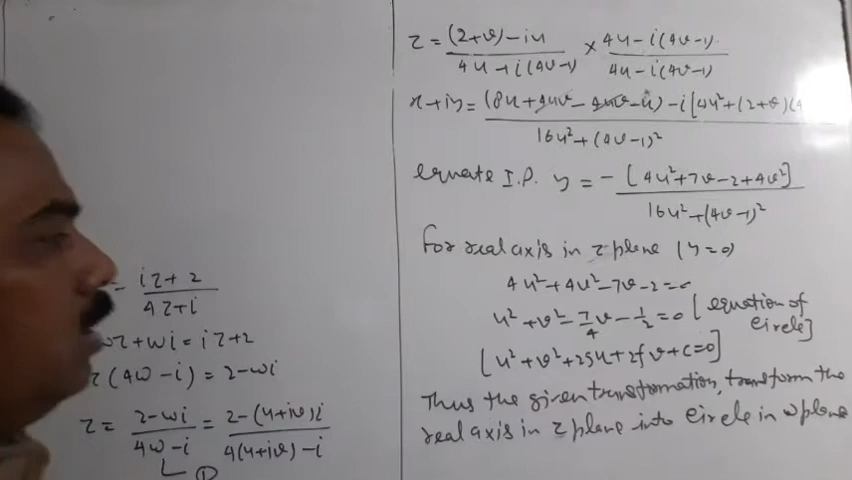 = iz + 2 / 4z + i
wz + wi = iz + 2
z (4w - i) = 2 - wi
z = 2 - wi / 4w - i = 2 - (u + iv) i / 4(u + iv) - i
①
z = (2 + v) - iu / 4u + i(4v - 1) × 4u - i(4v - 1) / 4u - i(4v - 1)
x + iy = (8u + 4uv - 4uv - u) - i [4u² + (2 + v)(4 / 16u² + (4v - 1)²
equate I.P. y = - [4u² + 7v - 2 + 4v²] / 16u² + (4v - 1)²
For real axis in z plane (y = 0)
4u² + 4v² - 7v - 2 = 0
u² + v² - 7/4 v - 1/2 = 0 [equation of circle]
[u² + v² + 2gu + 2fv + c = 0]
Thus the given transformation, transform the
real axis in z plane into circle in w plane